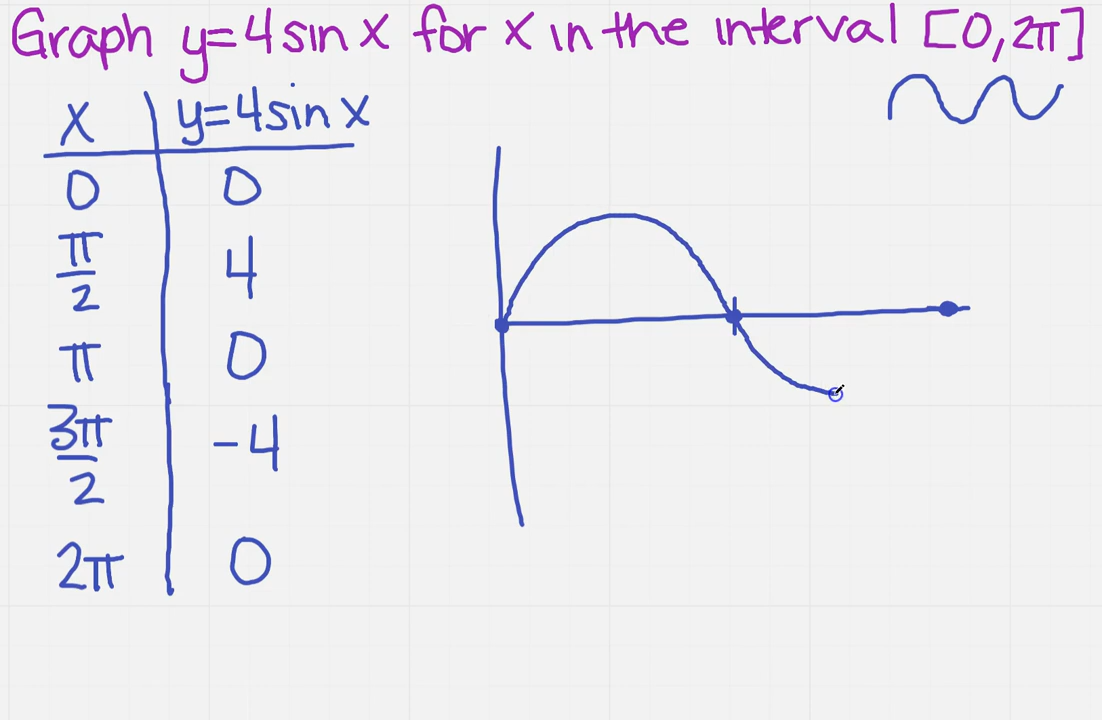 Graph y=4sin x for x in the interval [0,2π]
x y=4sin x
0 0
π/2 4
π 0
3π/2 -4
2π 0